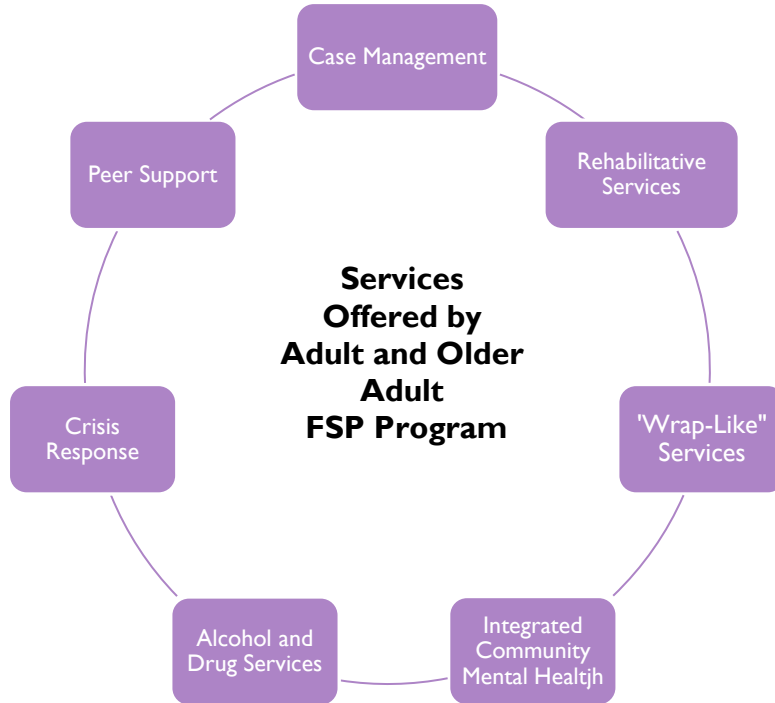 Case Management
Rehabilitative
Services
"Wrap-Like"
Services
Integrated
Community
Mental Healtjh
Alcohol and
Drug Services
Crisis
Response
Peer Support
Services
Offered by
Adult and Older
Adult
FSP Program